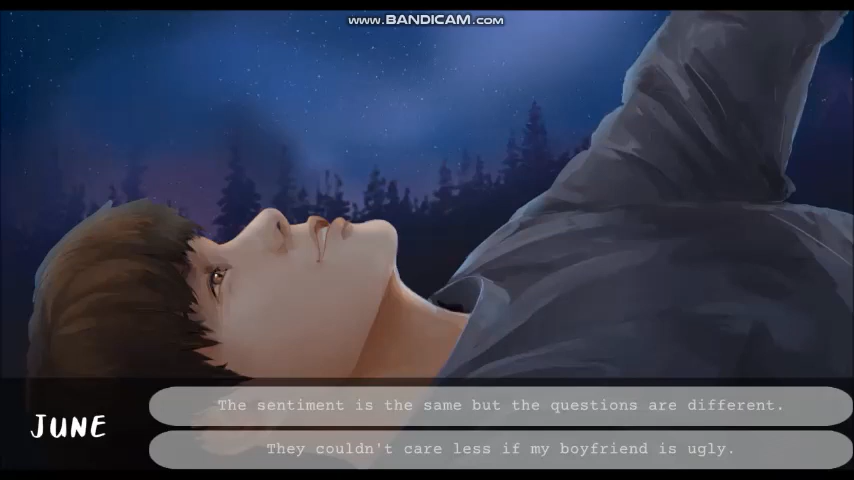 www.BANDICAM.com
The sentiment is the same but the questions are different.
JUNE
They couldn't care less if my boyfriend is ugly.